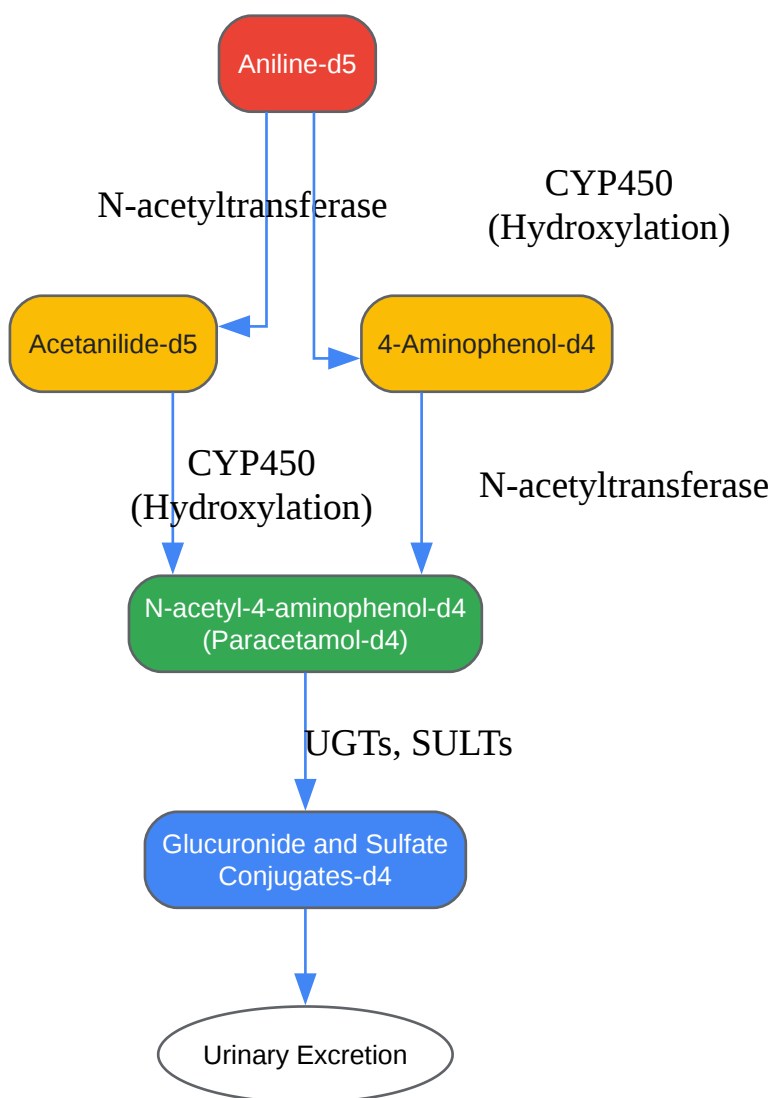 Aniline-d5
N-acetyltransferase
CYP450
(Hydroxylation)
Acetanilide-d5
4-Aminophenol-d4
CYP450
(Hydroxylation)
N-acetyltransferase
N-acetyl-4-aminophenol-d4
(Paracetamol-d4)
UGTs, SULTs
Glucuronide and Sulfate
Conjugates-d4
Urinary Excretion